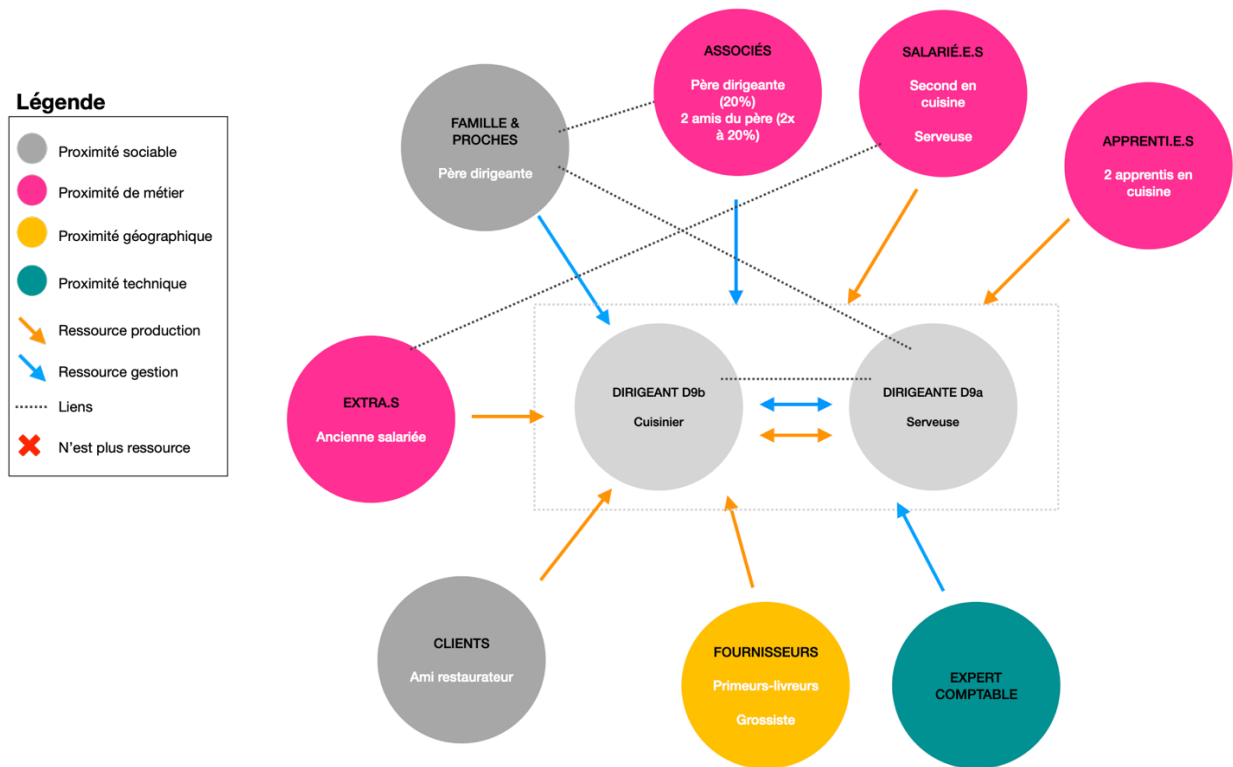 Légende
Proximité sociable
Proximité de métier
Proximité géographique
Proximité technique
Ressource production
Ressource gestion
Liens
N'est plus ressource
FAMILLE &
PROCHES
Père dirigeante
ASSOCIÉS
Père dirigeante
(20%)
2 amis du père (2x
à 20%)
SALARIÉ.E.S
Second en
cuisine
Serveuse
APPRENTI.E.S
2 apprentis en
cuisine
EXTRA.S
Ancienne salariée
DIRIGEANT D9b
Cuisinier
DIRIGEANTE D9a
Serveuse
CLIENTS
Ami restaurateur
FOURNISSEURS
Primeurs-livreurs
Grossiste
EXPERT
COMPTABLE